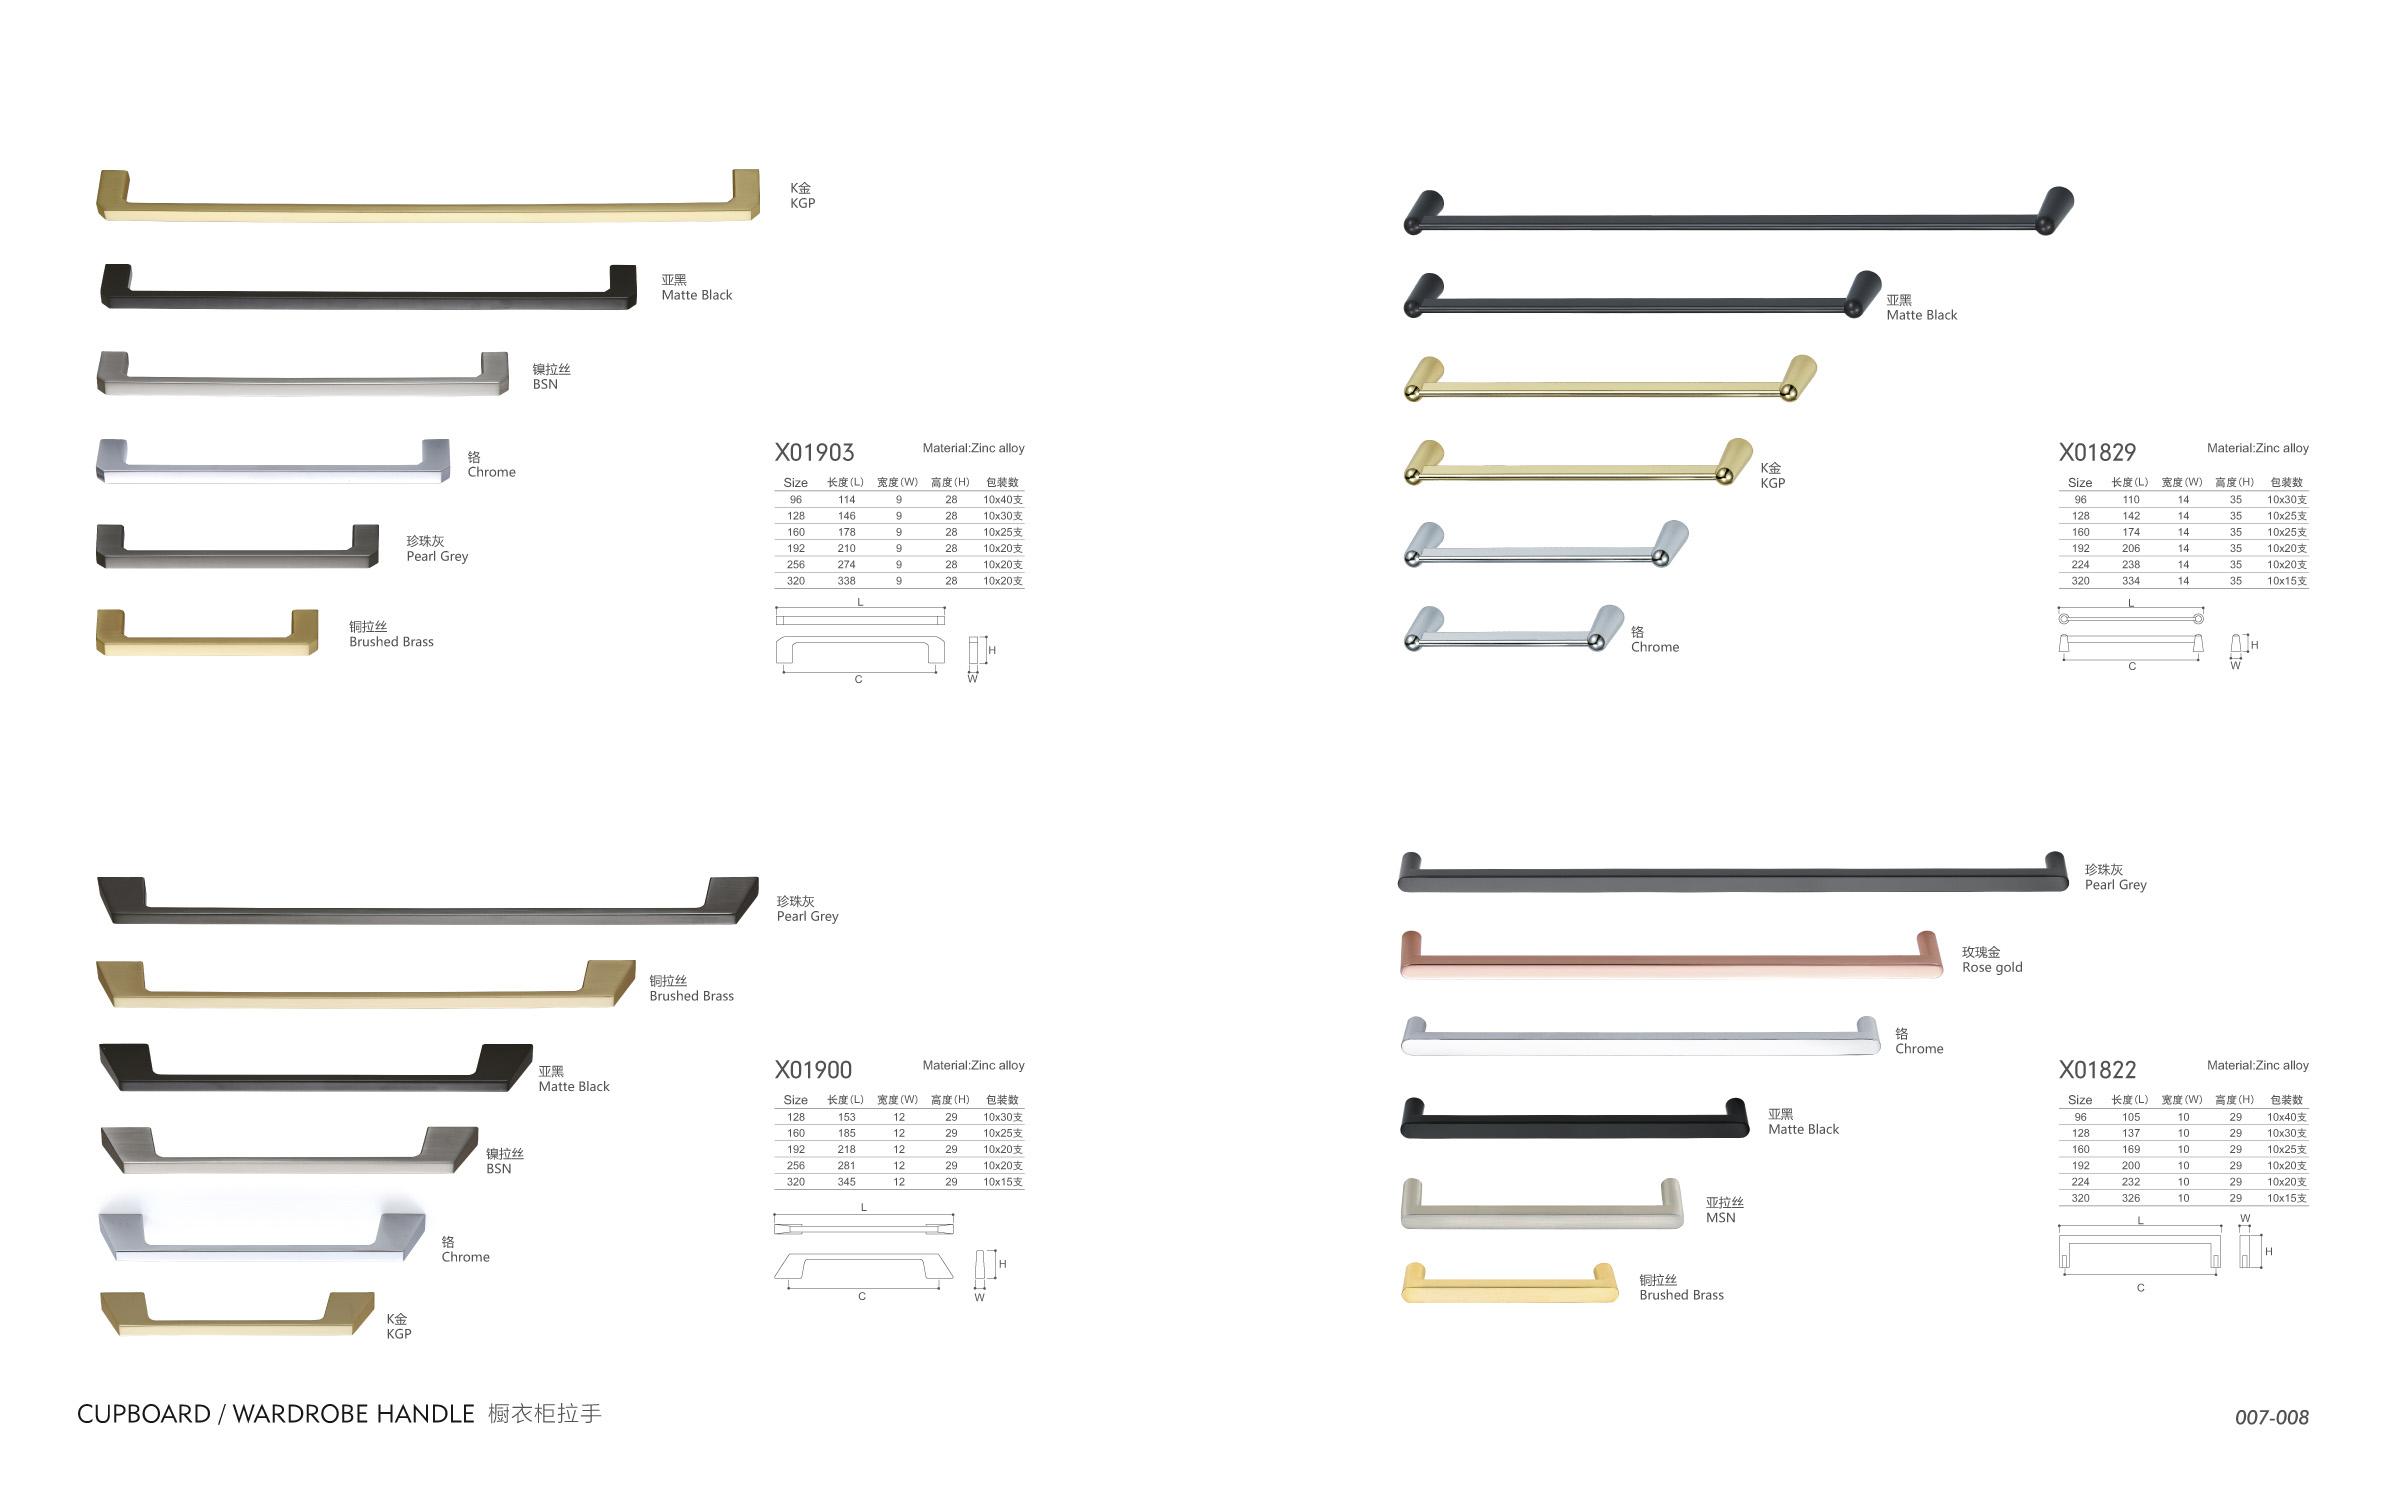 K金
KGP
亚黑
Matte Black
镍拉丝
BSN
铬
Chrome
珍珠灰
Pearl Grey
铜拉丝
Brushed Brass
X01903 Material:Zinc alloy
Size 长度(L) 宽度(W) 高度(H) 包装数
96 114 9 28 10x40支
128 146 9 28 10x30支
160 178 9 28 10x25支
192 210 9 28 10x20支
256 274 9 28 10x20支
320 338 9 28 10x20支
L
H
C W
亚黑
Matte Black
K金
KGP
铬
Chrome
X01829 Material:Zinc alloy
Size 长度(L) 宽度(W) 高度(H) 包装数
96 110 14 35 10x30支
128 142 14 35 10x25支
160 174 14 35 10x25支
192 206 14 35 10x20支
224 238 14 35 10x20支
320 334 14 35 10x15支
L
H
C W
珍珠灰
Pearl Grey
铜拉丝
Brushed Brass
亚黑
Matte Black
镍拉丝
BSN
铬
Chrome
K金
KGP
X01900 Material:Zinc alloy
Size 长度(L) 宽度(W) 高度(H) 包装数
128 153 12 29 10x30支
160 185 12 29 10x25支
192 218 12 29 10x20支
256 281 12 29 10x20支
320 345 12 29 10x15支
L
H
C W
珍珠灰
Pearl Grey
玫瑰金
Rose gold
铬
Chrome
亚黑
Matte Black
亚拉丝
MSN
铜拉丝
Brushed Brass
X01822 Material:Zinc alloy
Size 长度(L) 宽度(W) 高度(H) 包装数
96 105 10 29 10x40支
128 137 10 29 10x30支
160 169 10 29 10x25支
192 200 10 29 10x20支
224 232 10 29 10x20支
320 326 10 29 10x15支
L W
H
C
CUPBOARD / WARDROBE HANDLE 橱衣柜拉手
007-008